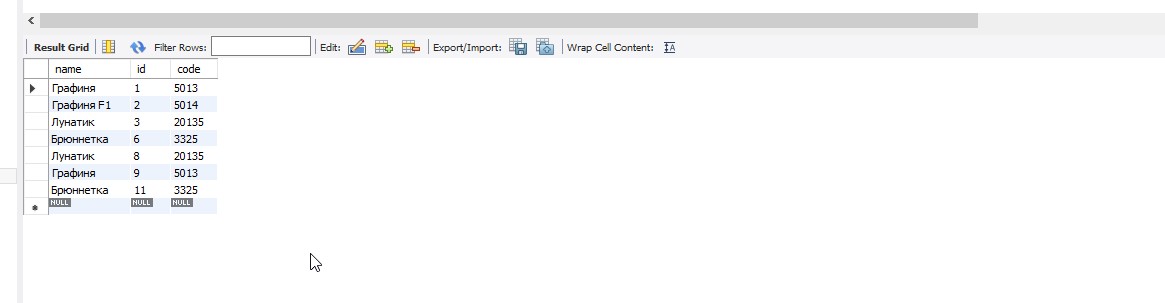 Result Grid Filter Rows: Edit: Export/Import: Wrap Cell Content: IA
name id code
Графиня 1 5013
Графиня F1 2 5014
Лунатик 3 20135
Брюннетка 6 3325
Лунатик 8 20135
Графиня 9 5013
Брюннетка 11 3325
NULL NULL NULL